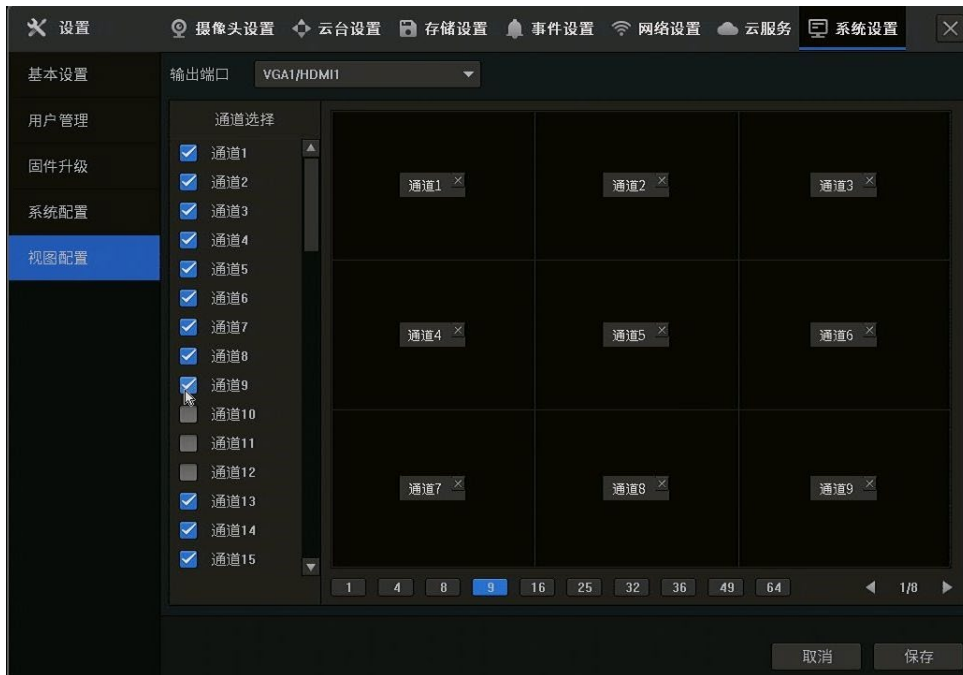 设置 摄像头设置 云台设置 存储设置 事件设置 网络设置 云服务 系统设置
基本设置
用户管理
固件升级
系统配置
视图配置
输出端口 VGA1/HDMI1
通道选择
通道1
通道2
通道3
通道4
通道5
通道6
通道7
通道8
通道9
通道10
通道11
通道12
通道13
通道14
通道15
通道1 通道2 通道3
通道4 通道5 通道6
通道7 通道8 通道9
1 4 8 9 16 25 32 36 49 64 1/8
取消 保存